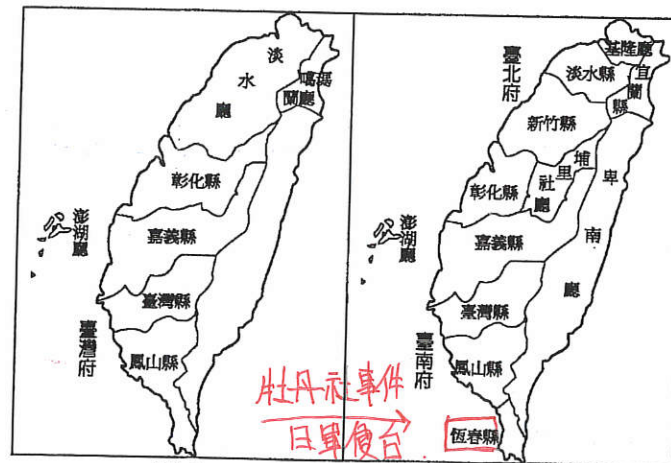 淡水廳
噶瑪蘭廳
彰化縣
澎湖廳
嘉義縣
臺灣縣
臺灣府
鳳山縣
牡丹社事件
日軍侵台.
臺北府
基隆廳
淡水縣
宜蘭縣
新竹縣
埔里社廳
彰化縣
卑南廳
澎湖廳
嘉義縣
臺灣縣
臺南府
鳳山縣
恆春縣